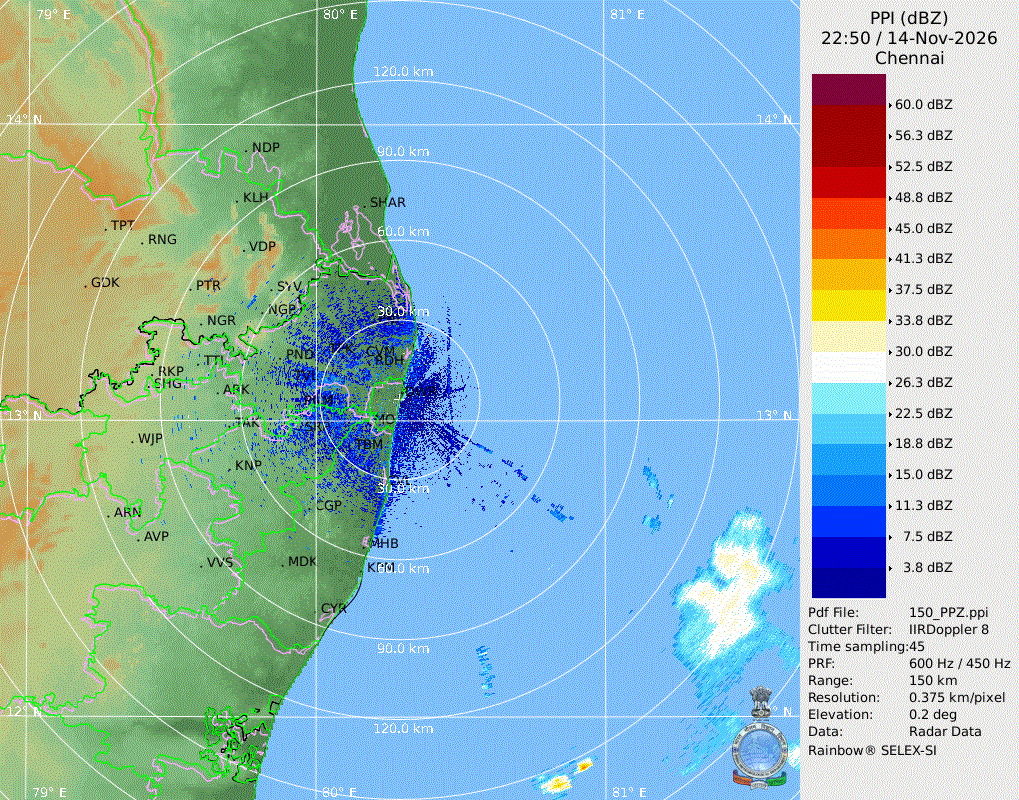 79° E
80° E
81° E
120.0 km
14° N
14° N
90.0 km
NDP
KLH
SHAR
TPT
RNG
60.0 km
VDP
GDK
PTR
SYV
NGR
30.0 km
PND
TTI
RKP
SHG
ARK
13° N
13° N
WJP
TBM
KNP
30.0 km
CGP
ARN
AVP
MHB
VVS
MDK
60.0 km
CYR
90.0 km
12° N
120.0 km
79° E
80° E
81° E
PPI (dBZ)
22:50 / 14-Nov-2026
Chennai
60.0 dBZ
56.3 dBZ
52.5 dBZ
48.8 dBZ
45.0 dBZ
41.3 dBZ
37.5 dBZ
33.8 dBZ
30.0 dBZ
26.3 dBZ
22.5 dBZ
18.8 dBZ
15.0 dBZ
11.3 dBZ
7.5 dBZ
3.8 dBZ
Pdf File: 150_PPZ.ppi
Clutter Filter: IIRDoppler 8
Time sampling:45
PRF: 600 Hz / 450 Hz
Range: 150 km
Resolution: 0.375 km/pixel
Elevation: 0.2 deg
Data: Radar Data
Rainbow® SELEX-SI